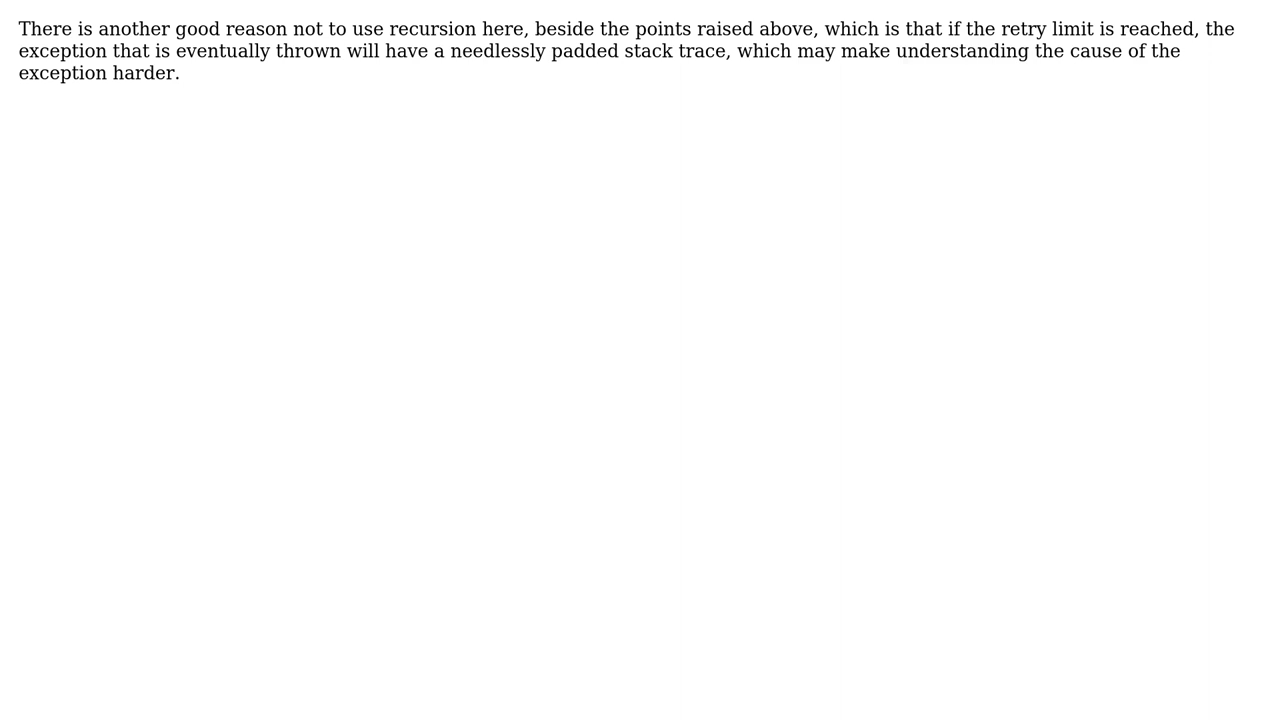 There is another good reason not to use recursion here, beside the points raised above, which is that if the retry limit is reached, the
exception that is eventually thrown will have a needlessly padded stack trace, which may make understanding the cause of the
exception harder.